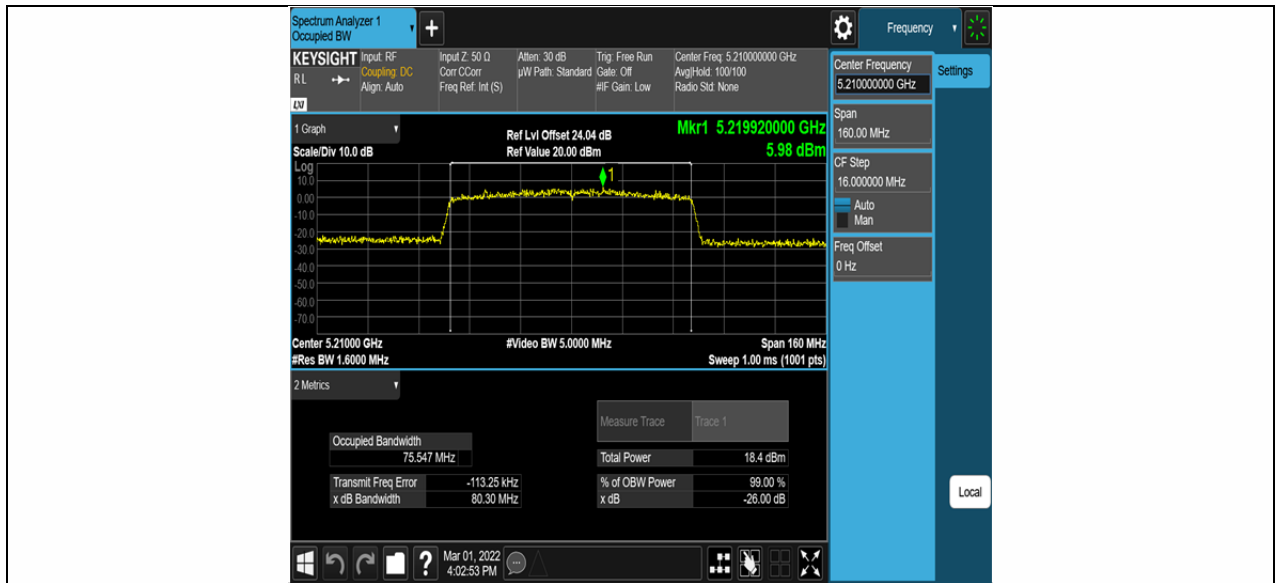 Spectrum Analyzer 1
Occupied BW
+
Frequency
KEYSIGHT
RL
LXI
Input: RF
Coupling: DC
Align: Auto
Input Z: 50 Ω
Corr CCorr
Freq Ref: Int (S)
Atten: 30 dB
µW Path: Standard
Trig: Free Run
Gate: Off
#IF Gain: Low
Center Freq: 5.210000000 GHz
Avg|Hold: 100/100
Radio Std: None
Center Frequency
5.210000000 GHz
Settings
Span
160.00 MHz
CF Step
16.000000 MHz
Auto
Man
Freq Offset
0 Hz
Local
1 Graph
Scale/Div 10.0 dB
Ref Lvl Offset 24.04 dB
Ref Value 20.00 dBm
Mkr1 5.219920000 GHz
5.98 dBm
Log
10.0
0.00
-10.0
-20.0
-30.0
-40.0
-50.0
-60.0
-70.0
1
Center 5.21000 GHz
#Video BW 5.0000 MHz
Span 160 MHz
#Res BW 1.6000 MHz
Sweep 1.00 ms (1001 pts)
2 Metrics
Measure Trace Trace 1
Occupied Bandwidth
75.547 MHz
Total Power 18.4 dBm
Transmit Freq Error -113.25 kHz
% of OBW Power 99.00 %
x dB Bandwidth 80.30 MHz
x dB -26.00 dB
?
Mar 01, 2022
4:02:53 PM